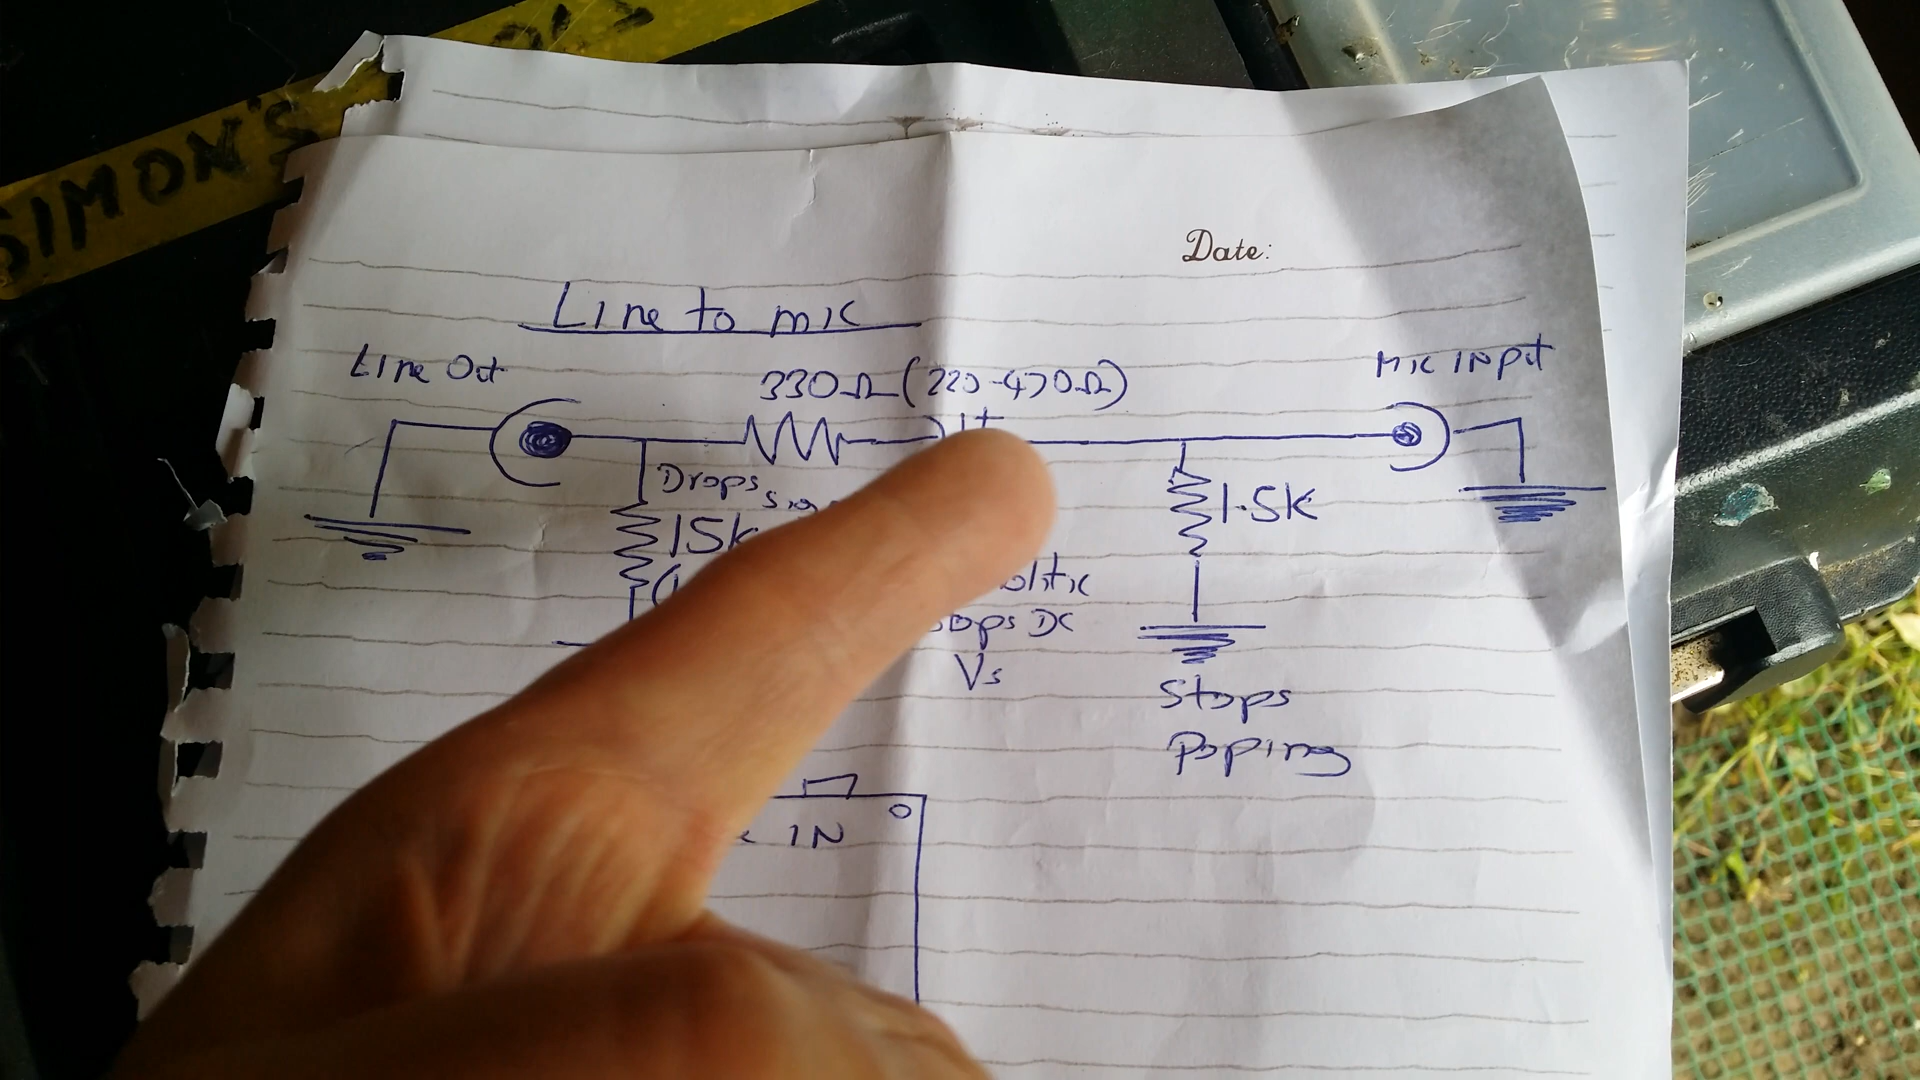 SIMON'S
Date:
Line to mic
Line Out
330Ω (220-470Ω)
Mic INPut
+
Drops
15k
1.5K
Stops
Poping
DC
Vs
IN